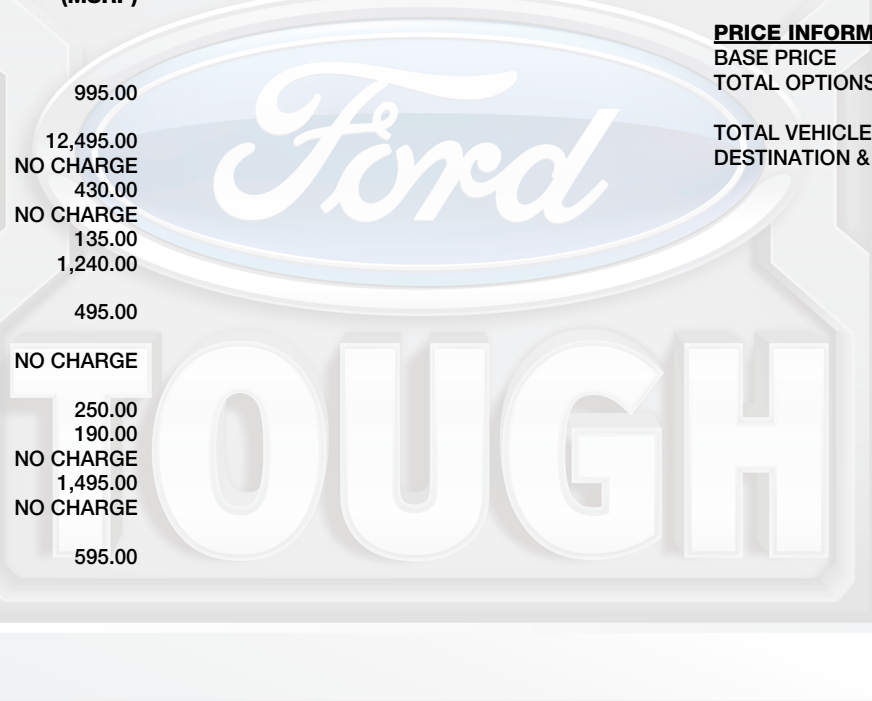 (MSRP)
995.00
12,495.00
NO CHARGE
430.00
NO CHARGE
135.00
1,240.00
495.00
NO CHARGE
250.00
190.00
NO CHARGE
1,495.00
NO CHARGE
595.00
PRICE INFORM
BASE PRICE
TOTAL OPTIONS
TOTAL VEHICLE
DESTINATION &
Ford
TOUGH